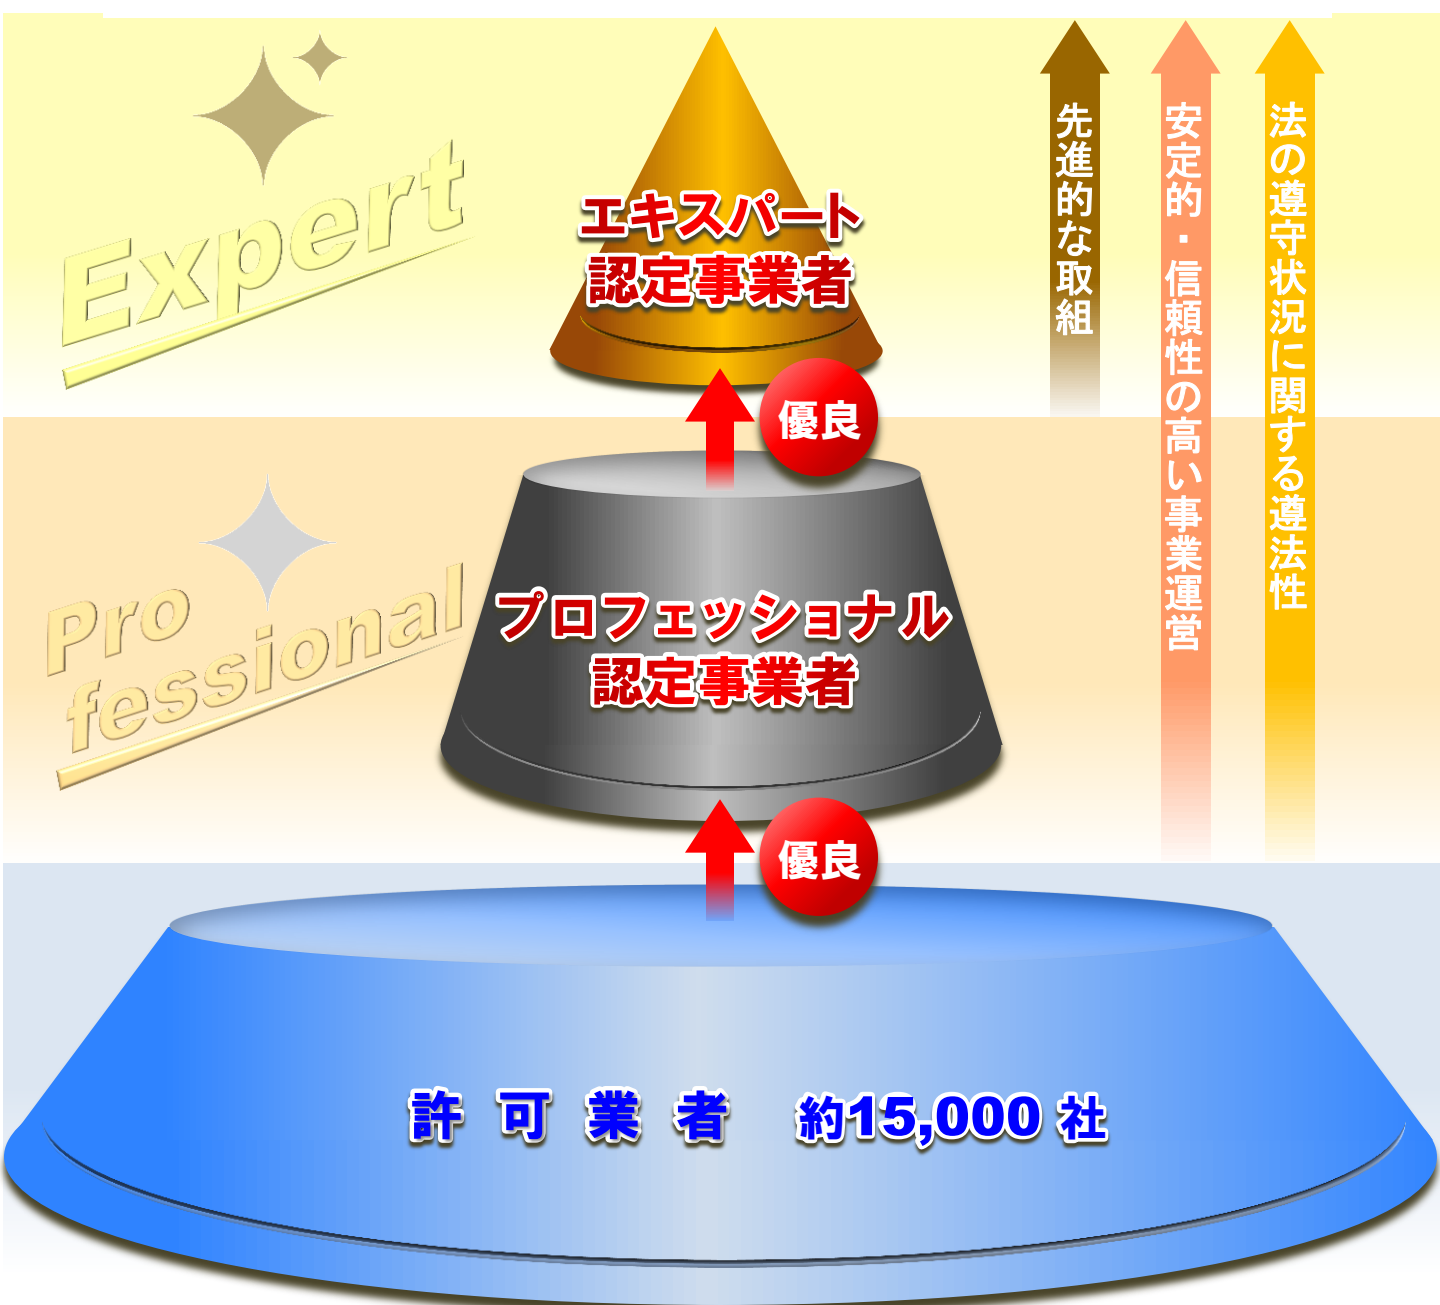 Expert
エキスパート
認定事業者
先進的な取組
安定的・信頼性の高い事業運営
法の遵守状況に関する遵法性
優良
Pro
fessional
プロフェッショナル
認定事業者
優良
許可業者 約15,000 社